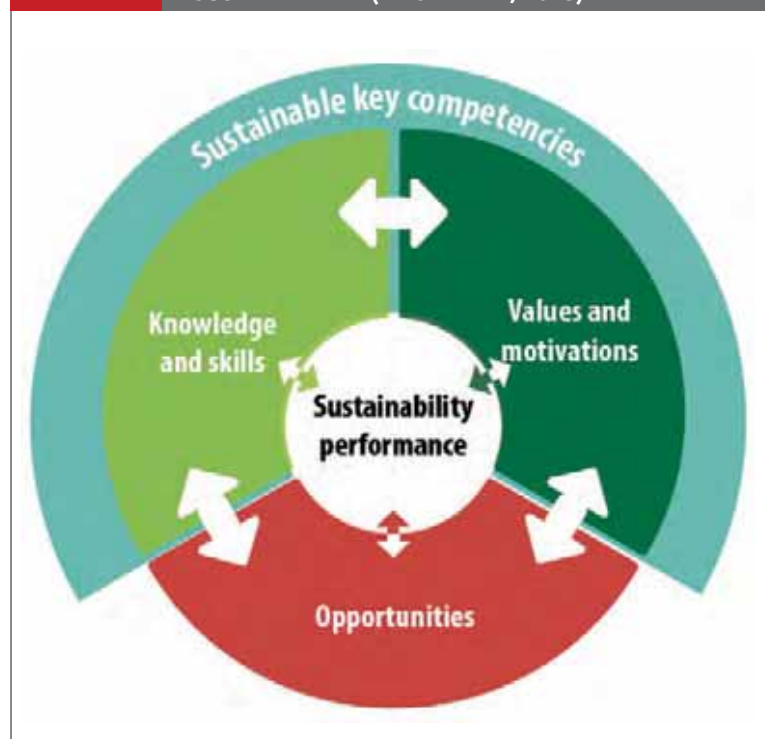 Sustainable key competencies
Knowledge
and skills
Values and
motivations
Sustainability
performance
Opportunities